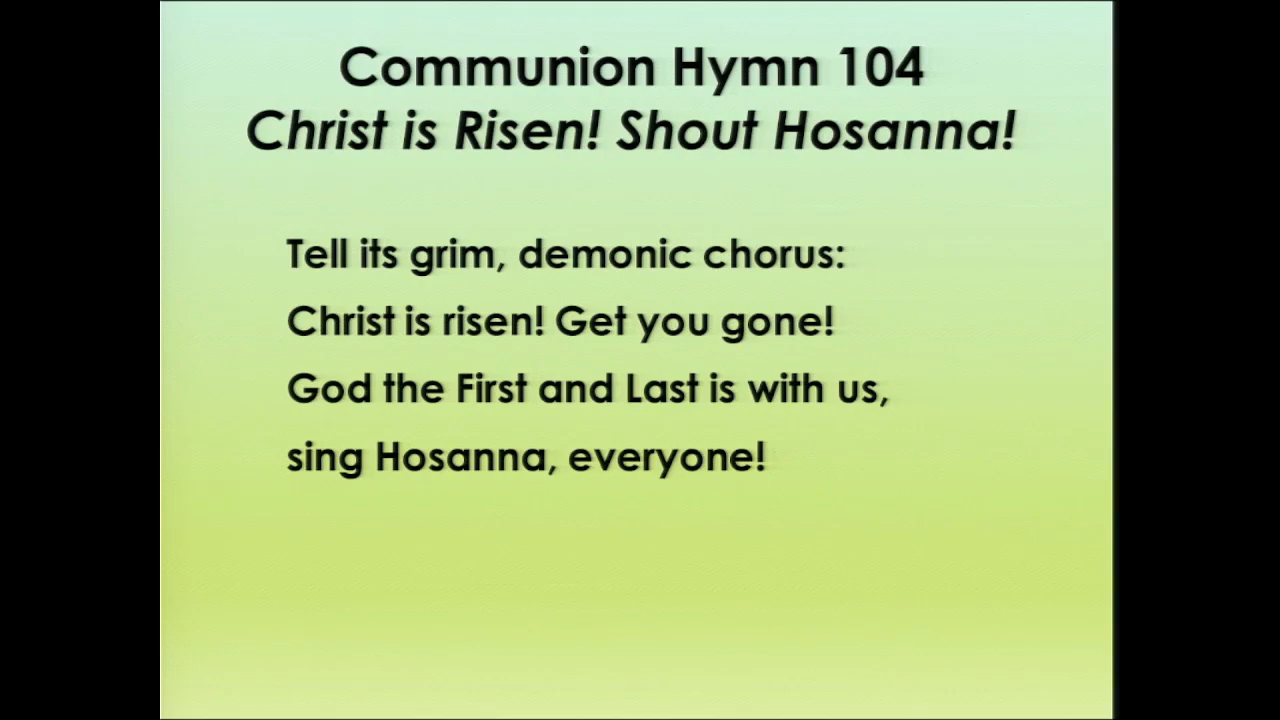 Communion Hymn 104
Christ is Risen! Shout Hosanna!
Tell its grim, demonic chorus:
Christ is risen! Get you gone!
God the First and Last is with us,
sing Hosanna, everyone!